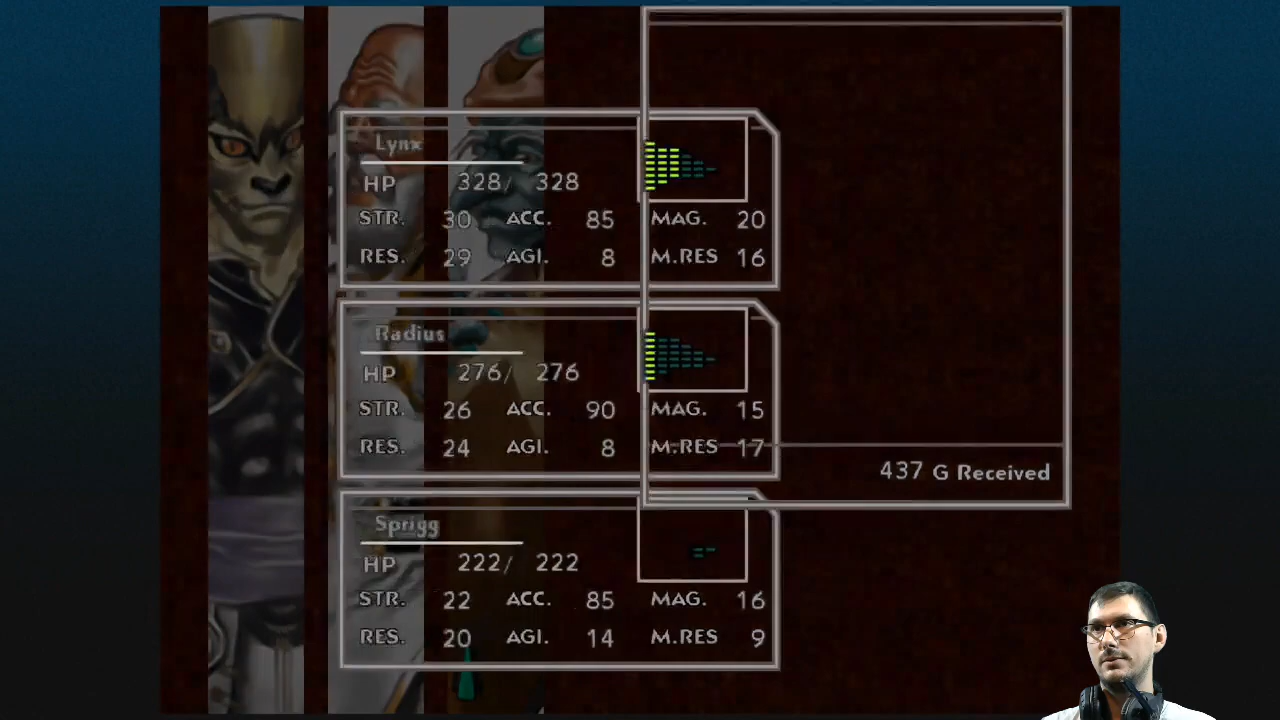 Lynx
HP 328/ 328
STR. 30 ACC. 85 MAG. 20
RES. 29 AGI. 8 M.RES 16
Radius
HP 276/ 276
STR. 26 ACC. 90 MAG. 15
RES. 24 AGI. 8 M.RES 17
437 G Received
Sprigg
HP 222/ 222
STR. 22 ACC. 85 MAG. 16
RES. 20 AGI. 14 M.RES 9